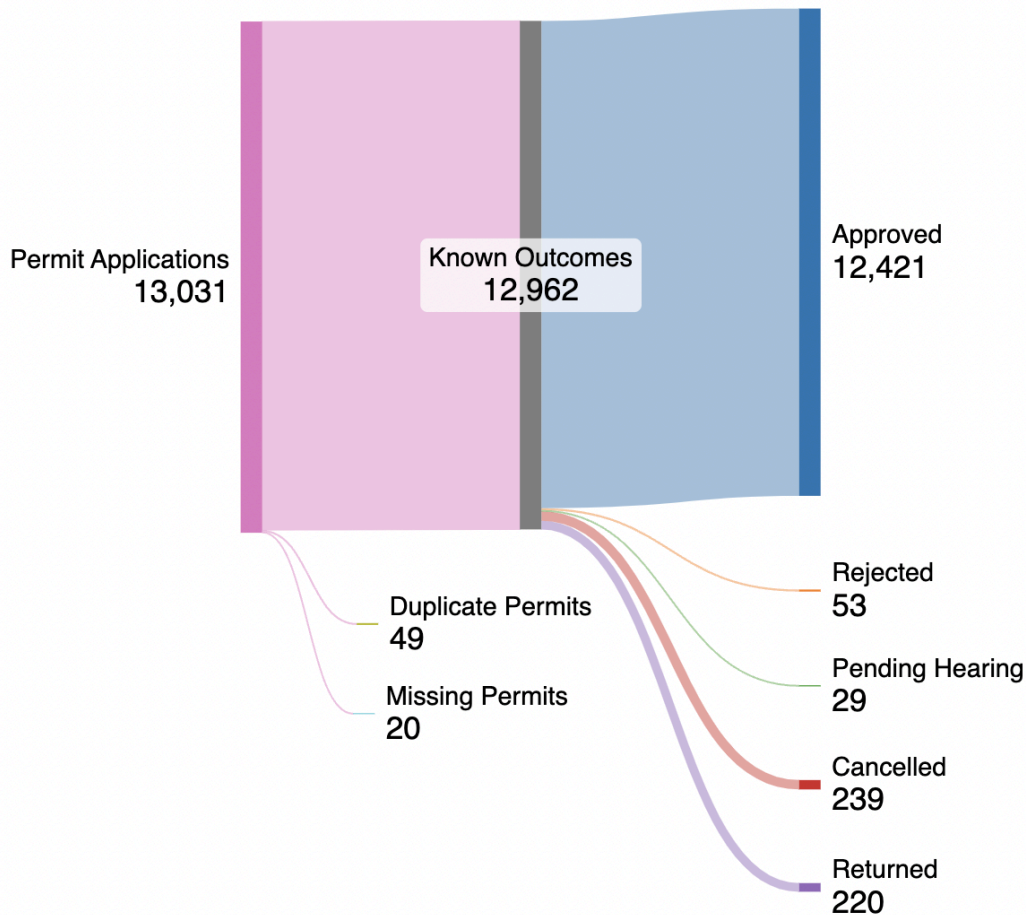 Permit Applications
13,031
Known Outcomes
12,962
Approved
12,421
Rejected
53
Duplicate Permits
49
Pending Hearing
29
Missing Permits
20
Cancelled
239
Returned
220